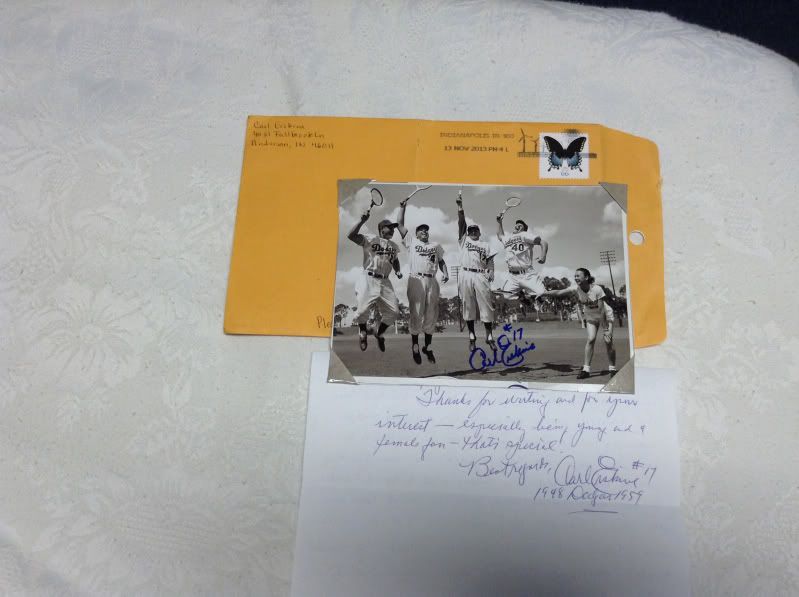 Carl Erskine
Anderson, IN 46011
INDIANAPOLIS IN 460
13 NOV 2013 PM 4 L
Dodgers
Dodgers
Dodgers
40
#17
Carl Erskine
Thanks for writing and for your
interest — especially being young and a
female fan — that's special.
Best regards, Carl Erskine #17
1948 Dodgers 1959